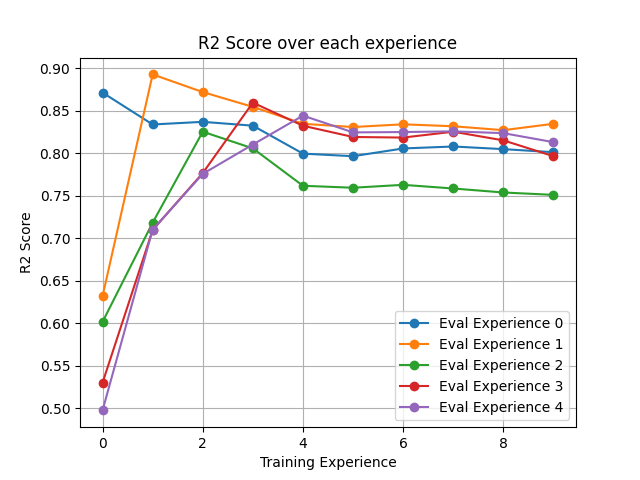 R2 Score over each experience
0.90
0.85
0.80
0.75
0.70
0.65
0.60
0.55
0.50
R2 Score
0
2
4
6
8
Training Experience
Eval Experience 0
Eval Experience 1
Eval Experience 2
Eval Experience 3
Eval Experience 4